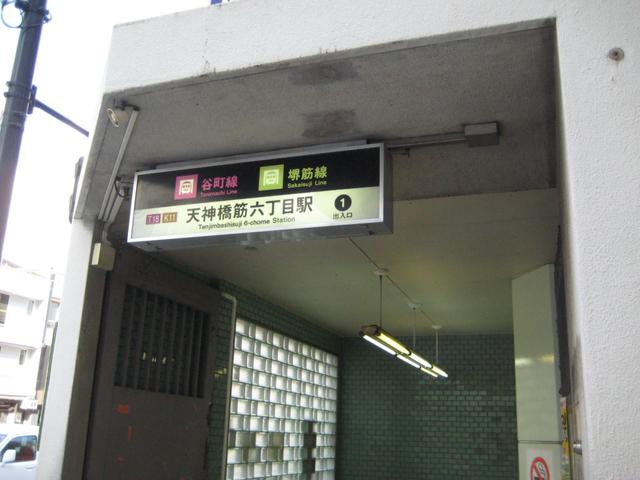 谷町線
Tanimachi Line
堺筋線
Sakaisuji Line
T18 K11 天神橋筋六丁目駅
Tenjimbashisuji 6-chome Station
1
出入口